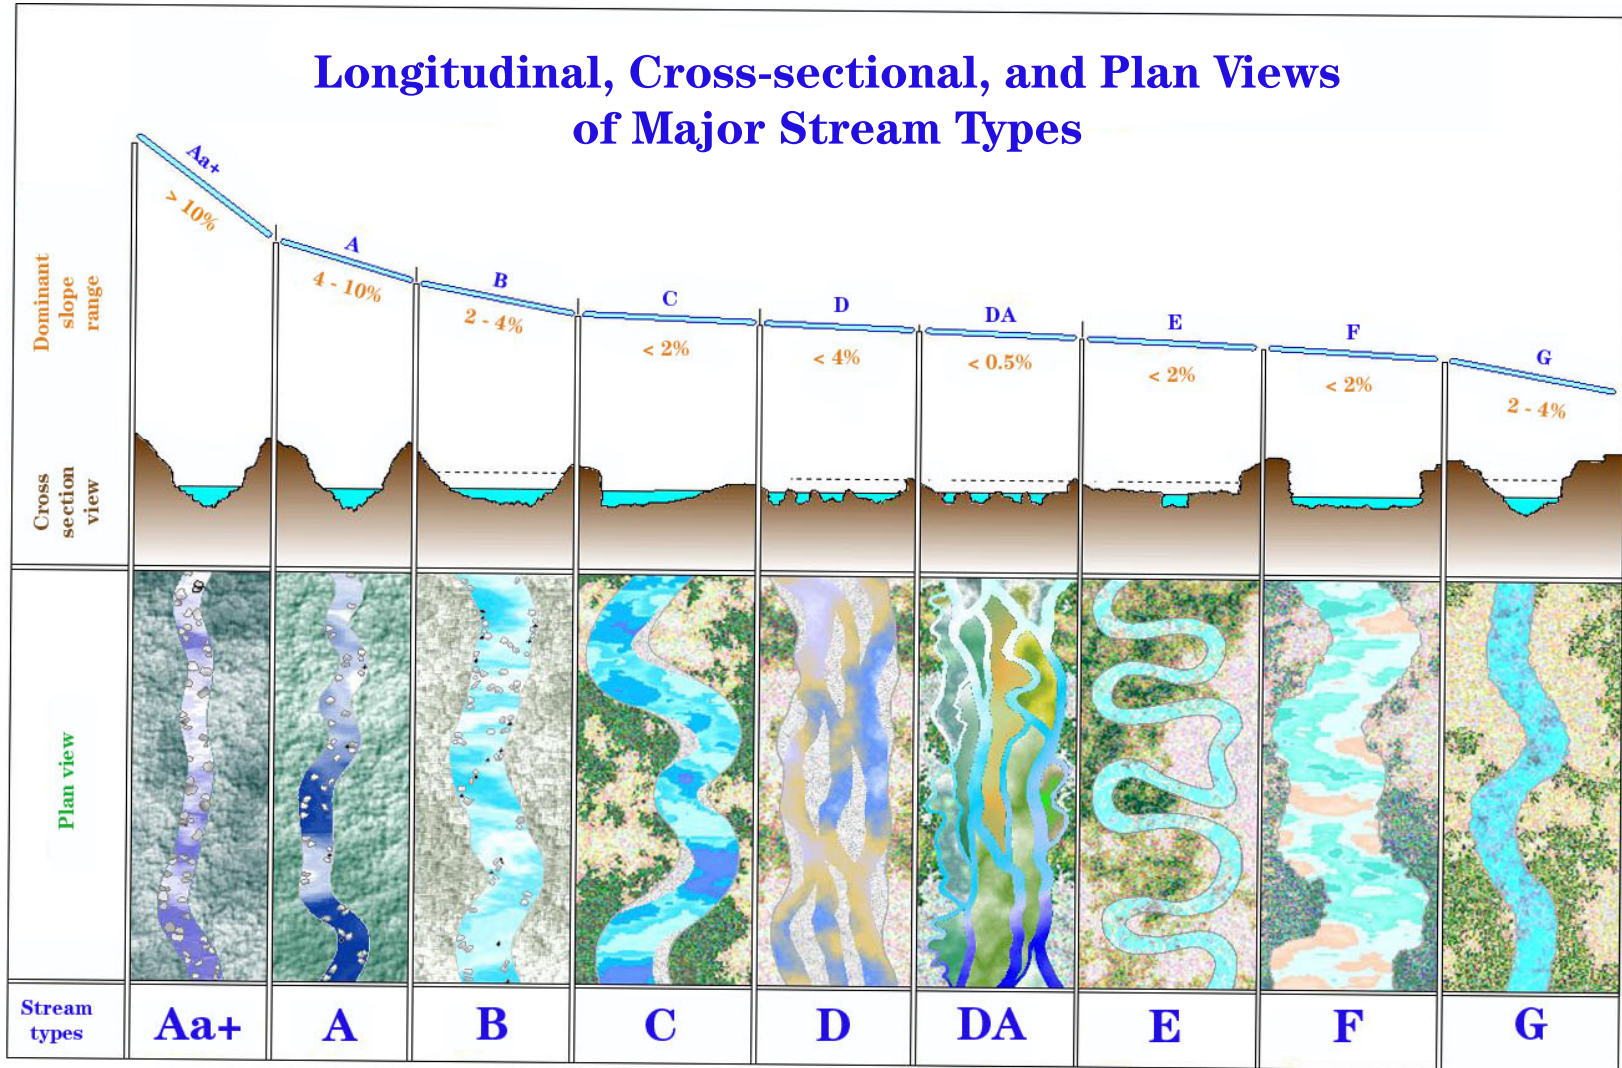 Longitudinal, Cross-sectional, and Plan Views
of Major Stream Types
Dominant
slope
range
Aa+
> 10%
A
4 - 10%
B
2 - 4%
C
< 2%
D
< 4%
DA
< 0.5%
E
< 2%
F
< 2%
G
2 - 4%
Cross
section
view
Plan view
Stream
types
Aa+
A
B
C
D
DA
E
F
G